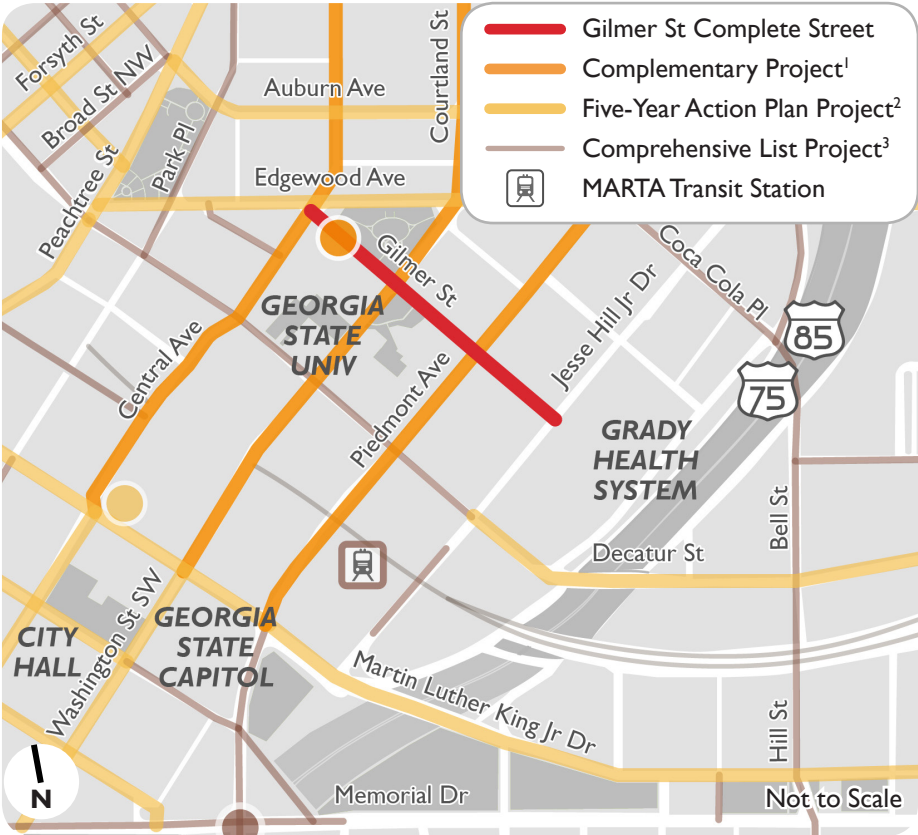 Gilmer St Complete Street
Complementary Project¹
Five-Year Action Plan Project²
Comprehensive List Project³
MARTA Transit Station
Forsyth St
Broad St NW
Peachtree St
Park Pl
Auburn Ave
Courtland St
Edgewood Ave
Gilmer St
Coca Cola Pl
Jesse Hill Jr Dr
85
75
GEORGIA
STATE
UNIV
Central Ave
Piedmont Ave
GRADY
HEALTH
SYSTEM
Bell St
Decatur St
Washington St SW
GEORGIA
STATE
CAPITOL
CITY
HALL
Martin Luther King Jr Dr
Hill St
N
Memorial Dr
Not to Scale